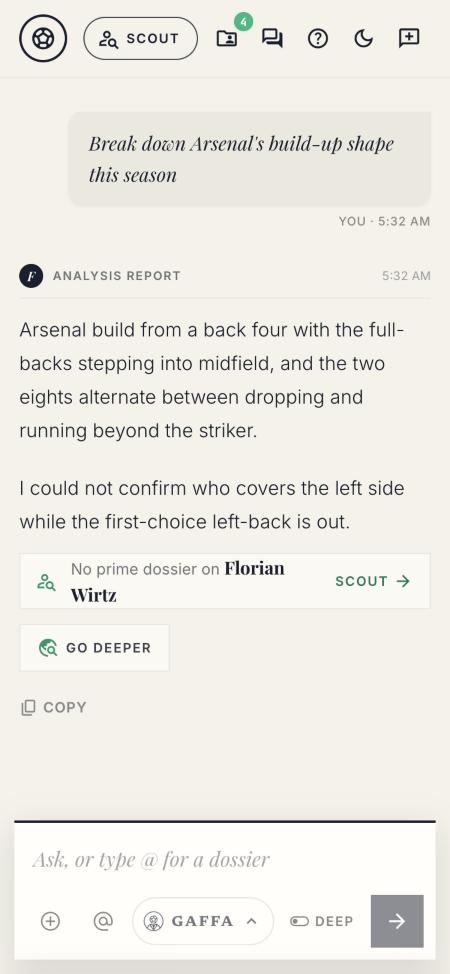 SCOUT
4
Break down Arsenal's build-up shape
this season
YOU · 5:32 AM
F ANALYSIS REPORT 5:32 AM
Arsenal build from a back four with the full-
backs stepping into midfield, and the two
eights alternate between dropping and
running beyond the striker.
I could not confirm who covers the left side
while the first-choice left-back is out.
No prime dossier on Florian
Wirtz
SCOUT →
GO DEEPER
COPY
Ask, or type @ for a dossier
GAFFA
DEEP